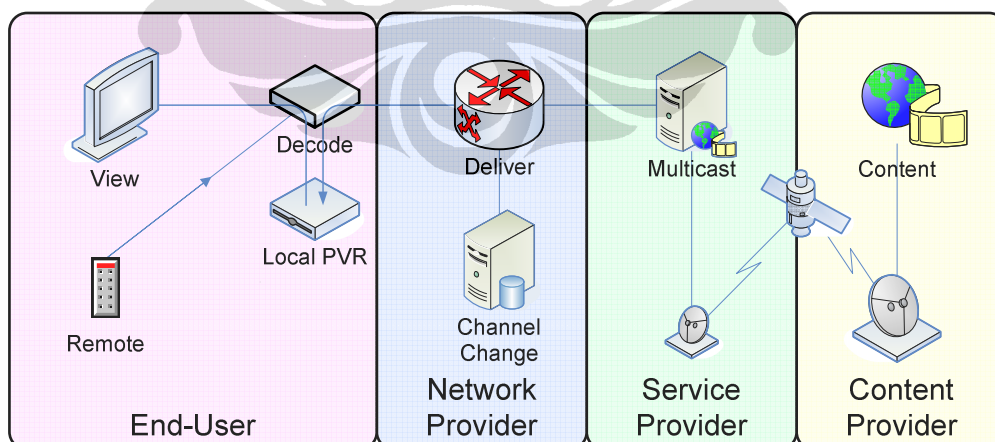 View
Decode
Local PVR
Remote
End-User
Deliver
Channel
Change
Network
Provider
Multicast
Service
Provider
Content
Content
Provider